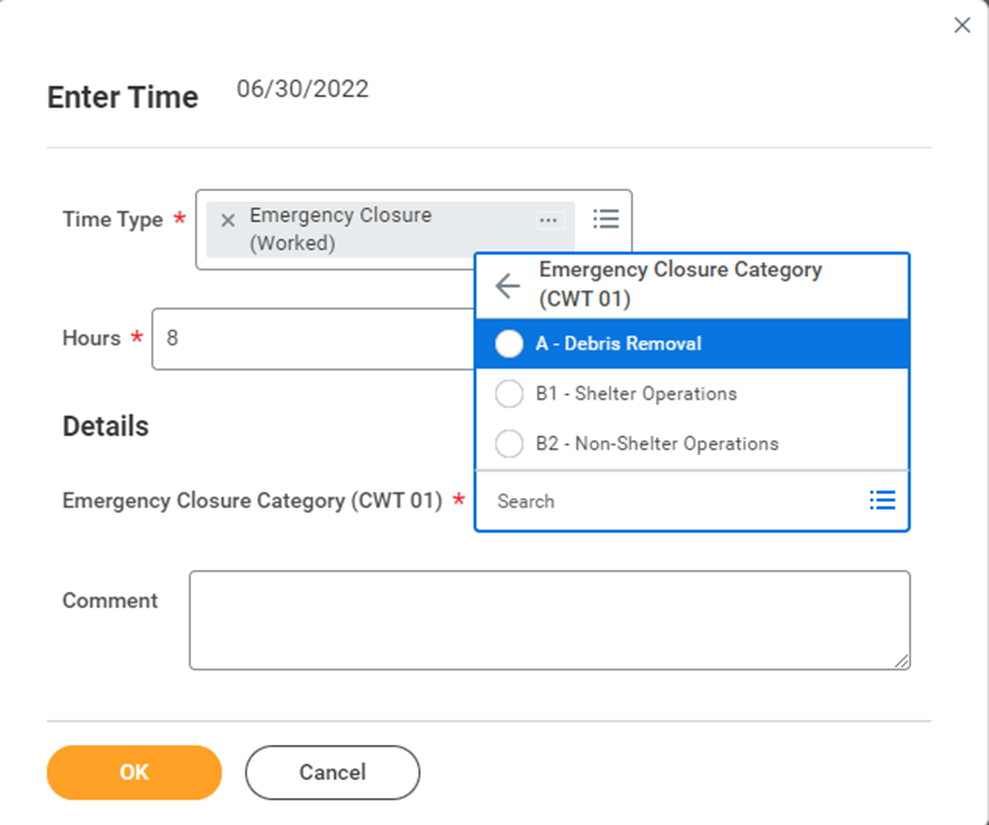 Enter Time 06/30/2022
Time Type * Emergency Closure
(Worked)
Emergency Closure Category
(CWT 01)
Hours * 8
A - Debris Removal
B1 - Shelter Operations
Details
B2 - Non-Shelter Operations
Emergency Closure Category (CWT 01) * Search
Comment
OK Cancel